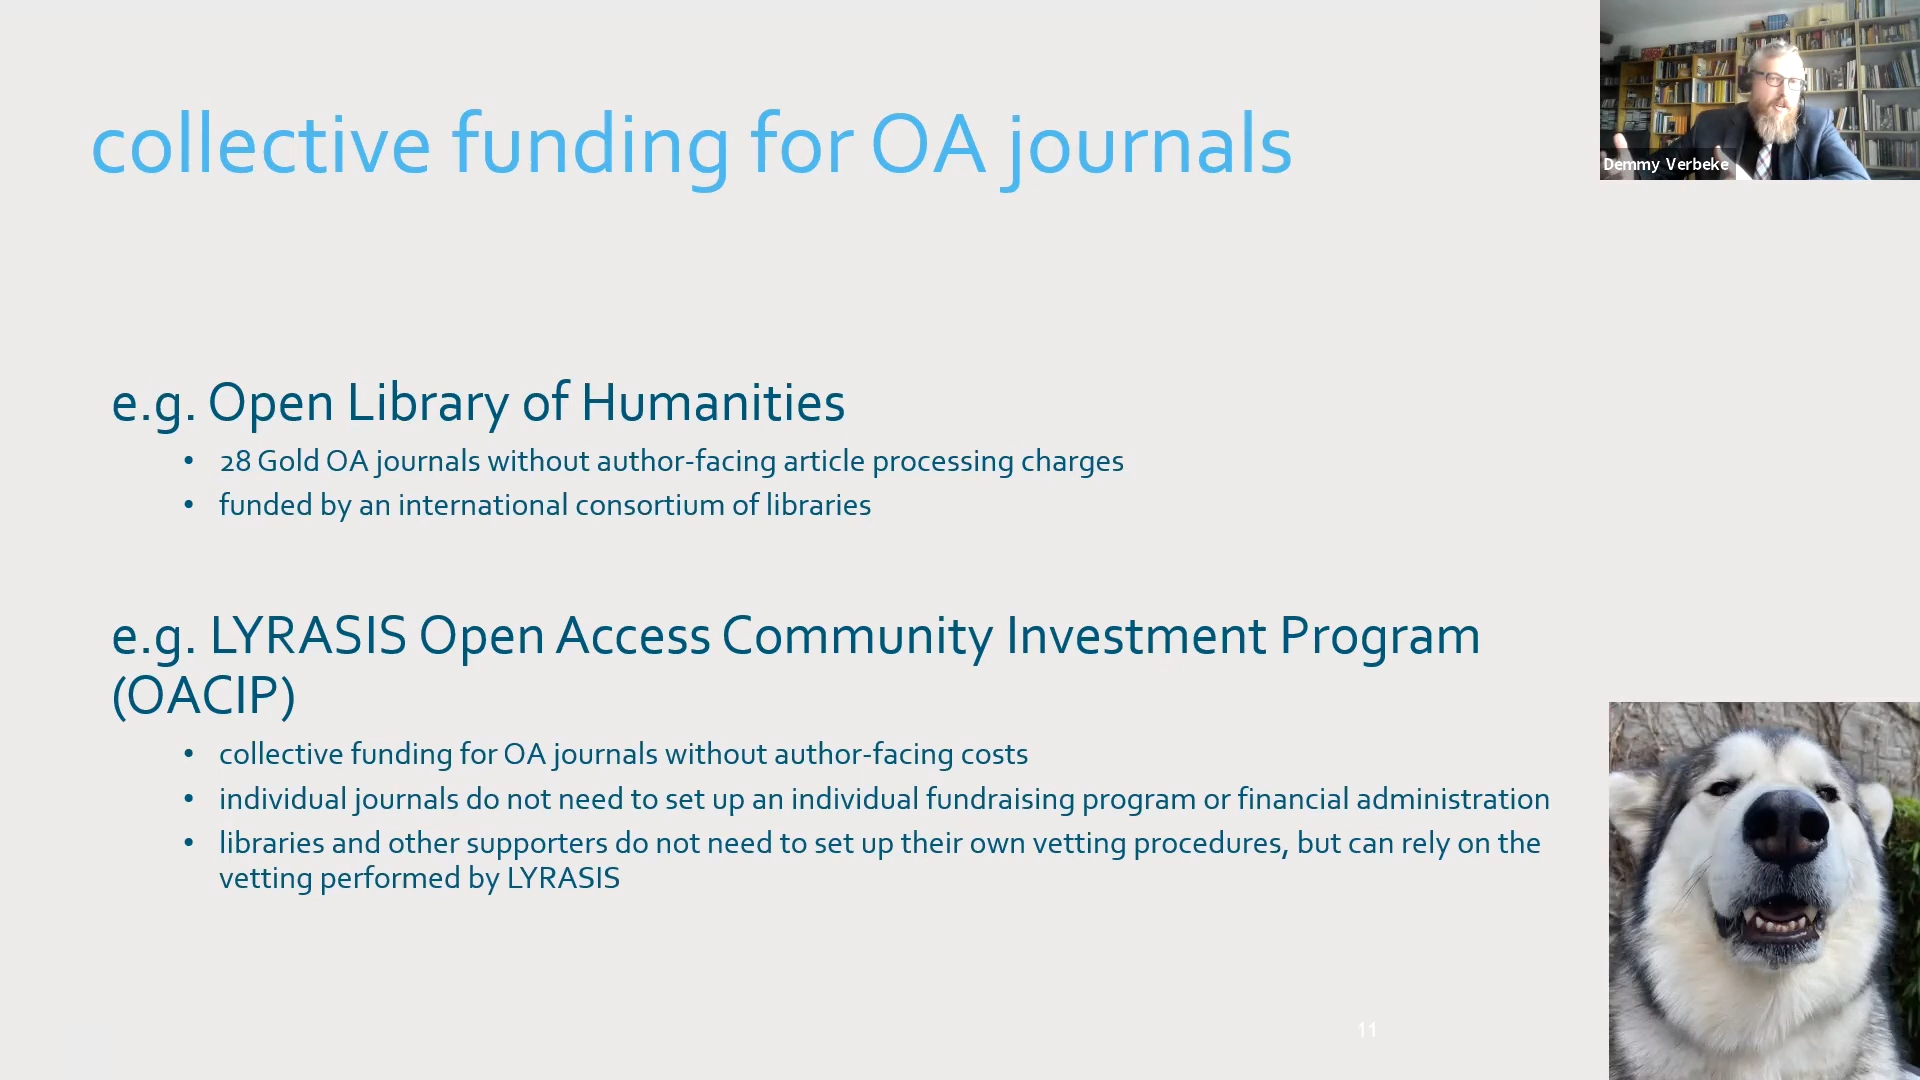 collective funding for OA journals
Demmy Verbeke
e.g. Open Library of Humanities
• 28 Gold OA journals without author-facing article processing charges
• funded by an international consortium of libraries
e.g. LYRASIS Open Access Community Investment Program
(OACIP)
• collective funding for OA journals without author-facing costs
• individual journals do not need to set up an individual fundraising program or financial administration
• libraries and other supporters do not need to set up their own vetting procedures, but can rely on the
vetting performed by LYRASIS
11